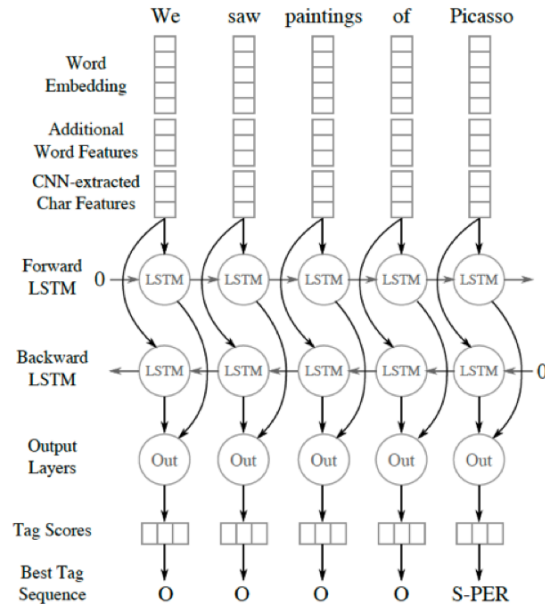 We saw paintings of Picasso
Word
Embedding
Additional
Word Features
CNN-extracted
Char Features
Forward
LSTM
0 LSTM LSTM LSTM LSTM LSTM
Backward
LSTM
LSTM LSTM LSTM LSTM LSTM 0
Output
Layers
Out Out Out Out Out
Tag Scores
Best Tag
Sequence
O O O O S-PER